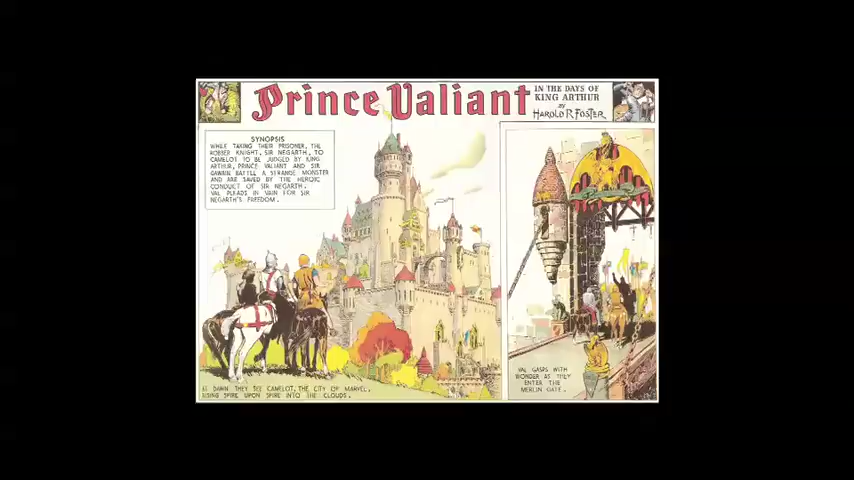 Prince Valiant
IN THE DAYS OF
KING ARTHUR
BY
HAROLD R. FOSTER
SYNOPSIS
WHILE TAKING THEIR PRISONER, THE
ROBBER KNIGHT, SIR NEGARTH, TO
CAMELOT TO BE JUDGED BY KING
ARTHUR, PRINCE VALIANT AND SIR
GAWAIN BATTLE A STRANGE MONSTER
AND ARE SAVED BY THE HEROIC
CONDUCT OF SIR NEGARTH.
VAL PLEADS IN VAIN FOR SIR
NEGARTH'S FREEDOM.
AT DAWN THEY SEE CAMELOT, THE CITY OF MARVEL,
RISING SPIRE UPON SPIRE INTO THE CLOUDS.
VAL GASPS WITH
WONDER AS THEY
ENTER THE
MERLIN GATE.